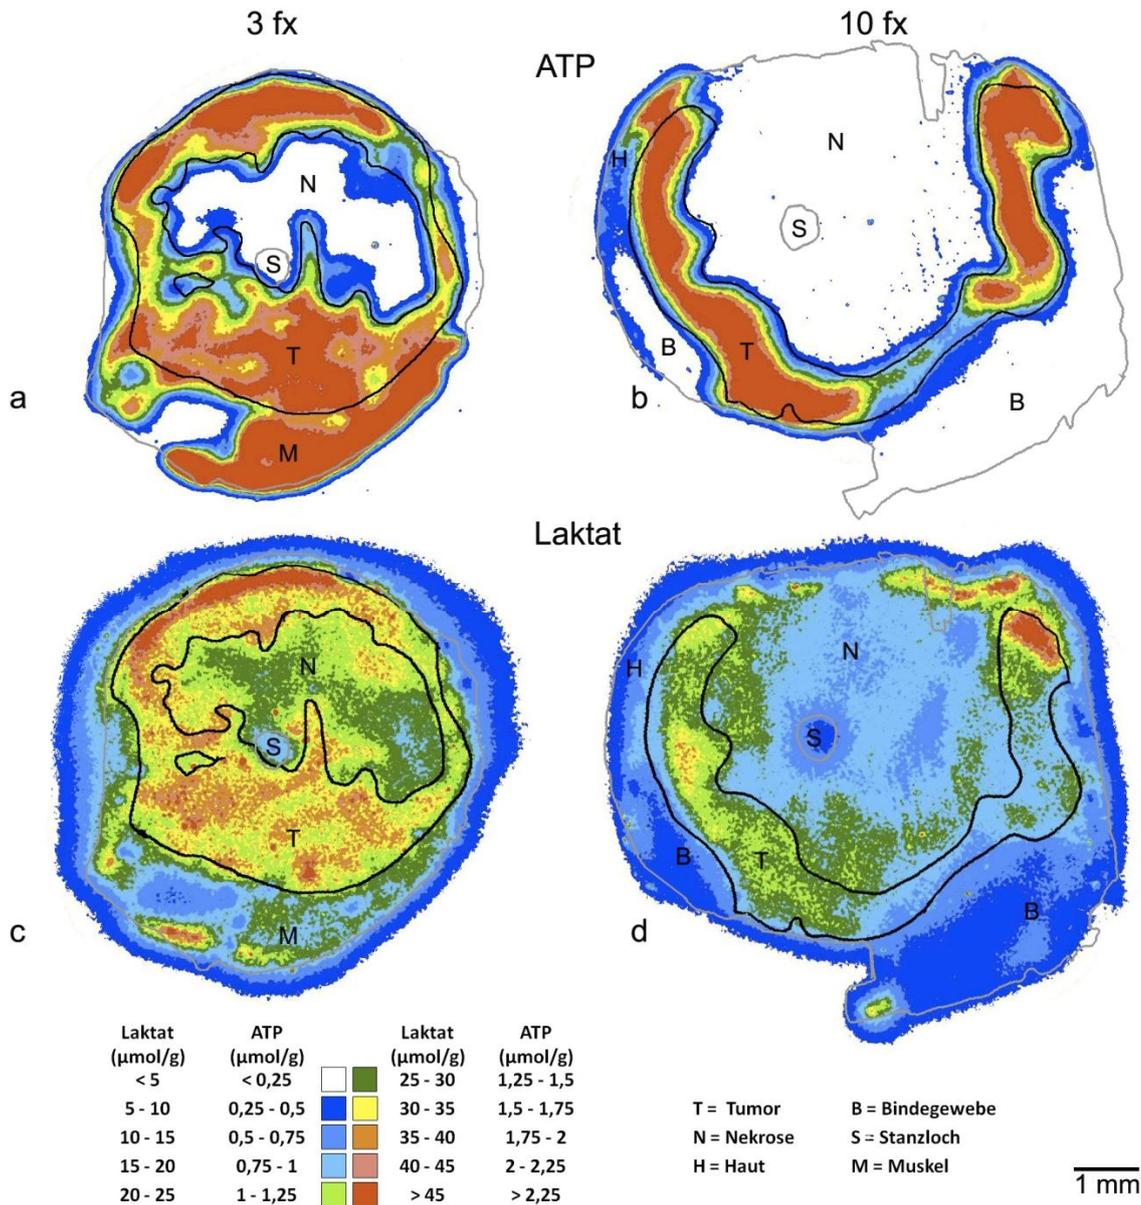 3 fx
10 fx
ATP
N
S
T
M
a
N
H
S
B
T
B
b
Laktat
N
S
T
M
c
N
H
S
B
T
B
d
Laktat ATP Laktat ATP
(µmol/g) (µmol/g) (µmol/g) (µmol/g)
< 5 < 0,25 25 - 30 1,25 - 1,5
5 - 10 0,25 - 0,5 30 - 35 1,5 - 1,75
10 - 15 0,5 - 0,75 35 - 40 1,75 - 2
15 - 20 0,75 - 1 40 - 45 2 - 2,25
20 - 25 1 - 1,25 > 45 > 2,25
T = Tumor B = Bindegewebe
N = Nekrose S = Stanzloch
H = Haut M = Muskel
1 mm